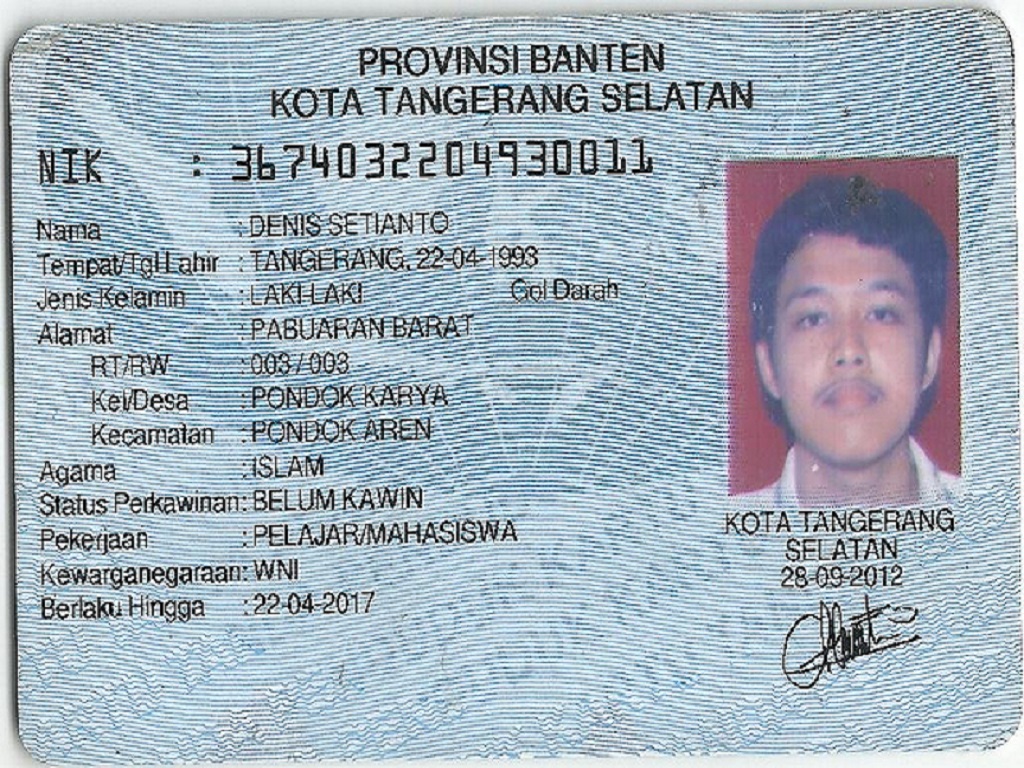 PROVINSI BANTEN
KOTA TANGERANG SELATAN
NIK : 3674032204930011
Nama : DENIS SETIANTO
Tempat/Tgl Lahir : TANGERANG, 22-04-1993
Jenis Kelamin : LAKI-LAKI Gol Darah : -
Alamat : PABUARAN BARAT
RT/RW : 003 / 003
Kel/Desa : PONDOK KARYA
Kecamatan : PONDOK AREN
Agama : ISLAM
Status Perkawinan: BELUM KAWIN
Pekerjaan : PELAJAR/MAHASISWA
Kewarganegaraan: WNI
Berlaku Hingga : 22-04-2017
KOTA TANGERANG
SELATAN
28-09-2012